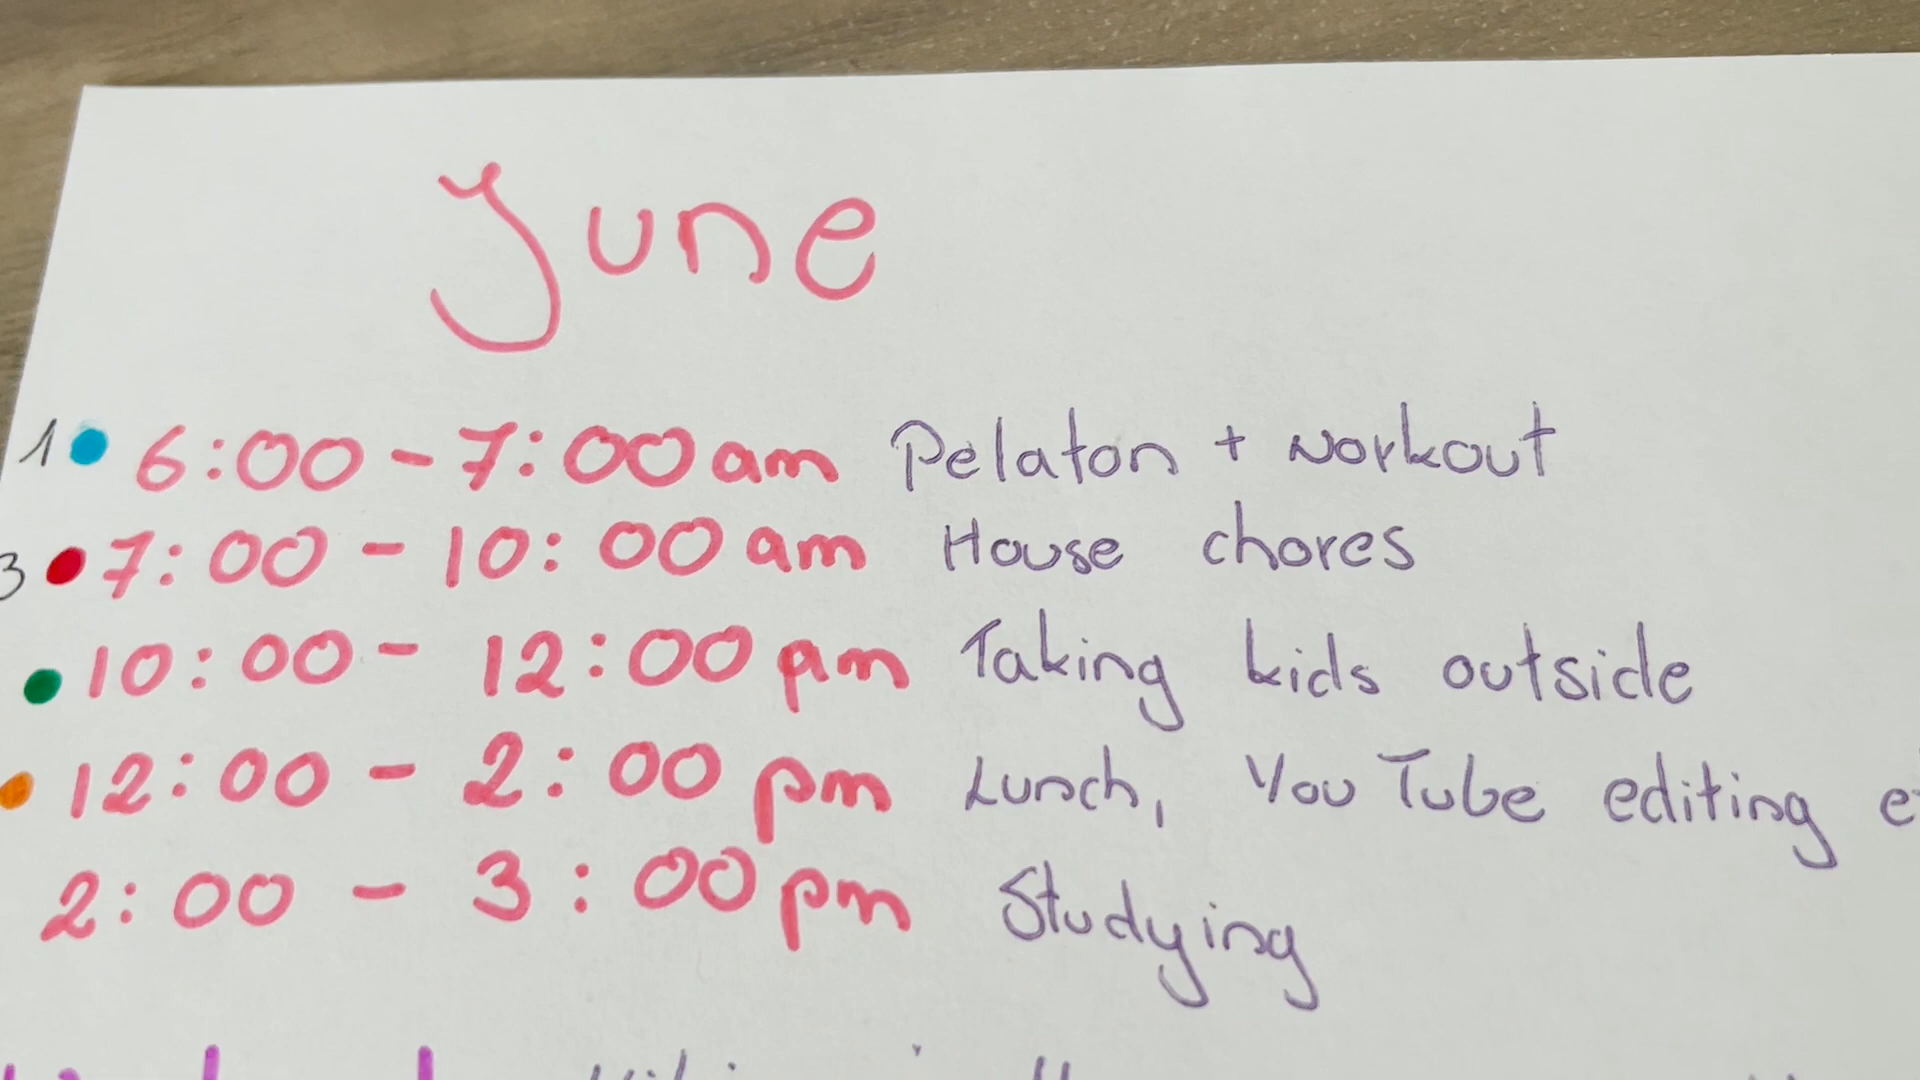 June
1 6:00 - 7:00 am Pelaton + workout
3 7:00 - 10:00 am House chores
10:00 - 12:00 pm Taking kids outside
12:00 - 2:00 pm Lunch, YouTube editing
2:00 - 3:00 pm Studying